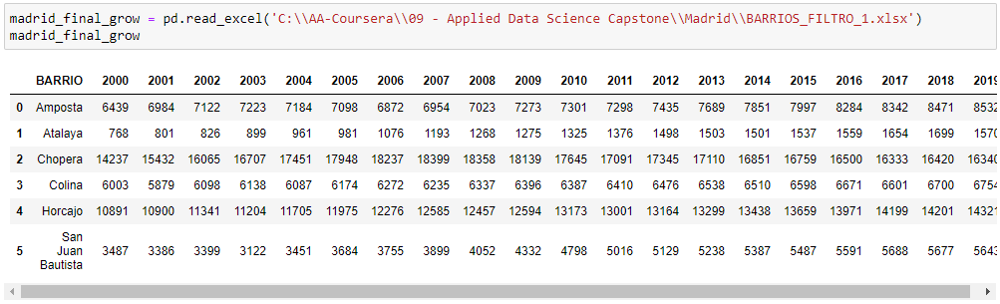 madrid_final_grow = pd.read_excel('C:\\AA-Coursera\\09 - Applied Data Science Capstone\\Madrid\\BARRIOS_FILTRO_1.xlsx')
madrid_final_grow
BARRIO 2000 2001 2002 2003 2004 2005 2006 2007 2008 2009 2010 2011 2012 2013 2014 2015 2016 2017 2018 2019
0 Amposta 6439 6984 7122 7223 7184 7098 6872 6954 7023 7273 7301 7298 7435 7689 7851 7997 8284 8342 8471 8532
1 Atalaya 768 801 826 899 961 981 1076 1193 1268 1275 1325 1376 1498 1503 1501 1537 1559 1654 1699 1570
2 Chopera 14237 15432 16065 16707 17451 17948 18237 18399 18358 18139 17645 17091 17345 17110 16851 16759 16500 16333 16420 16340
3 Colina 6003 5879 6098 6138 6087 6174 6272 6235 6337 6396 6387 6410 6476 6538 6510 6598 6671 6601 6700 6754
4 Horcajo 10891 10900 11341 11204 11705 11975 12276 12585 12457 12594 13173 13001 13164 13299 13438 13659 13971 14199 14201 14321
San
5 Juan 3487 3386 3399 3122 3451 3684 3755 3899 4052 4332 4798 5016 5129 5238 5387 5487 5591 5688 5677 5643
Bautista